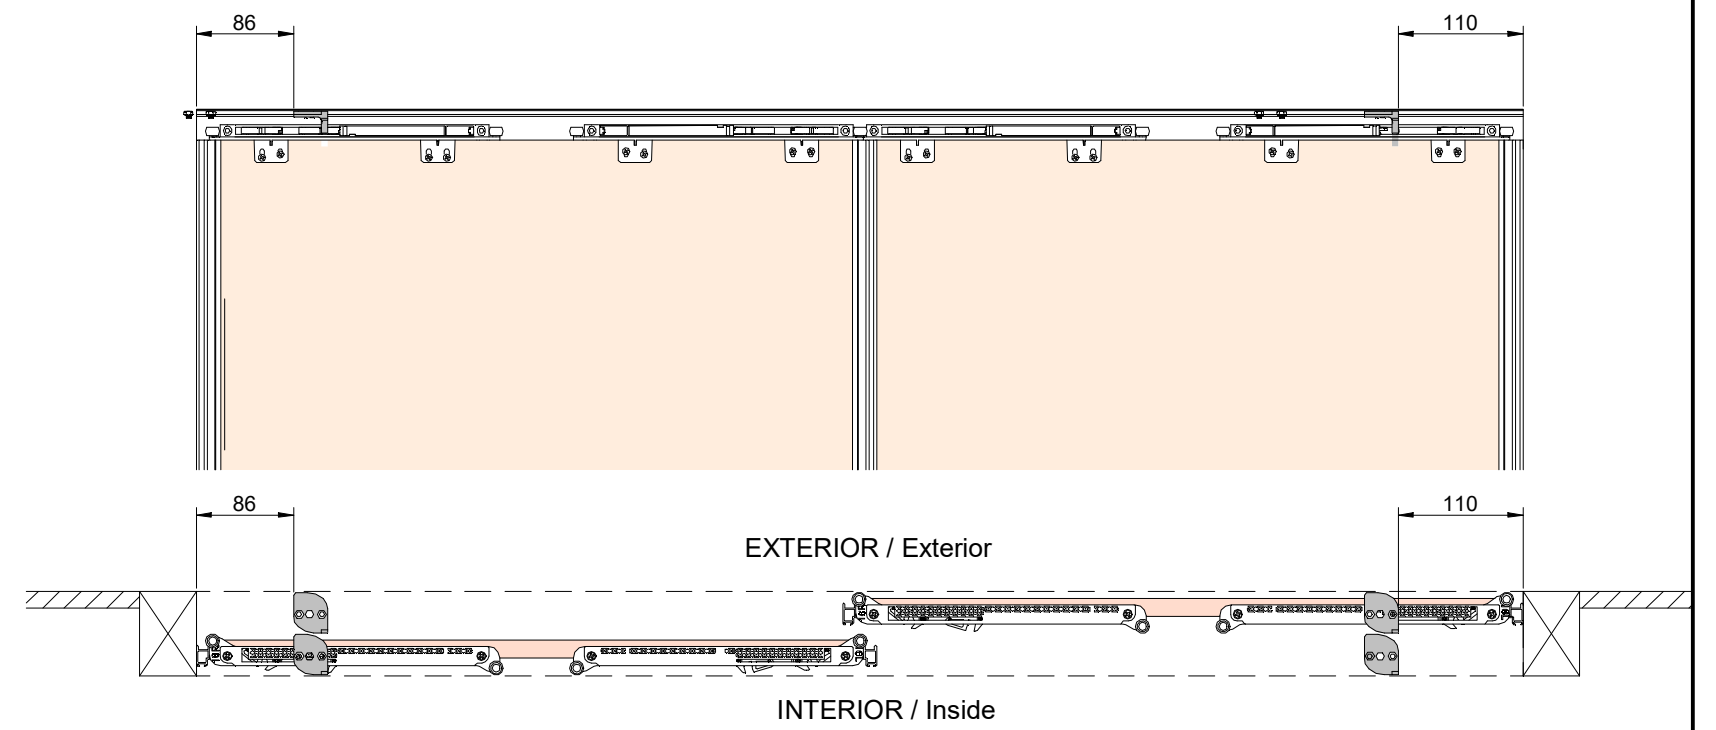 86
110
86
110
EXTERIOR / Exterior
INTERIOR / Inside